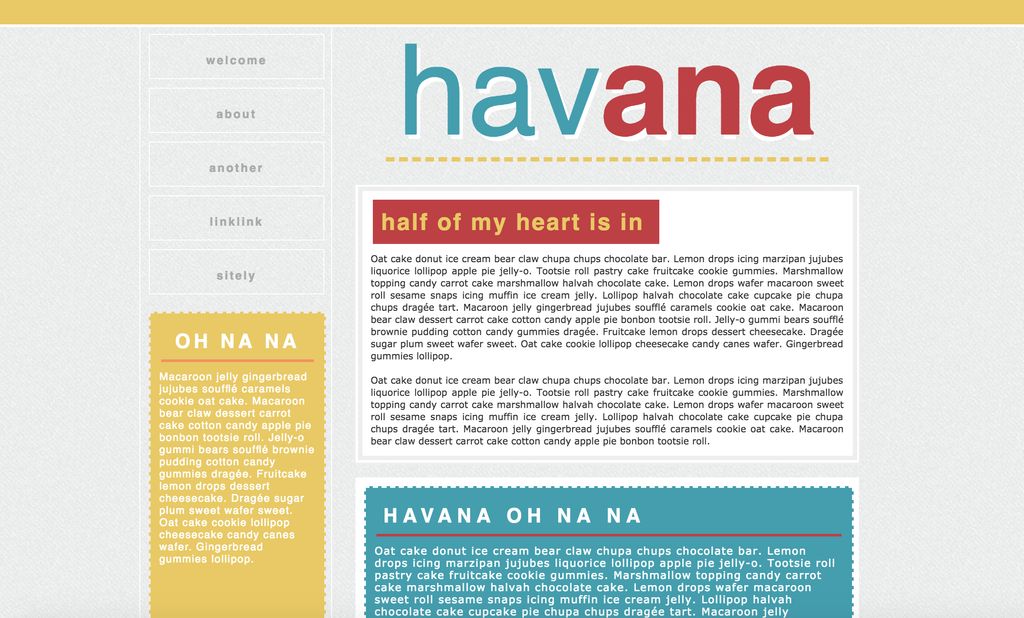 welcome
about
another
linklink
sitely
OH NA NA
Macaroon jelly gingerbread
jujubes soufflé caramels
cookie oat cake. Macaroon
bear claw dessert carrot
cake cotton candy apple pie
bonbon tootsie roll. Jelly-o
gummi bears soufflé brownie
pudding cotton candy
gummies dragée. Fruitcake
lemon drops dessert
cheesecake. Dragée sugar
plum sweet wafer sweet.
Oat cake cookie lollipop
cheesecake candy canes
wafer. Gingerbread
gummies lollipop.
havana
half of my heart is in
Oat cake donut ice cream bear claw chupa chups chocolate bar. Lemon drops icing marzipan jujubes
liquorice lollipop apple pie jelly-o. Tootsie roll pastry cake fruitcake cookie gummies. Marshmallow
topping candy carrot cake marshmallow halvah chocolate cake. Lemon drops wafer macaroon sweet
roll sesame snaps icing muffin ice cream jelly. Lollipop halvah chocolate cake cupcake pie chupa
chups dragée tart. Macaroon jelly gingerbread jujubes soufflé caramels cookie oat cake. Macaroon
bear claw dessert carrot cake cotton candy apple pie bonbon tootsie roll. Jelly-o gummi bears soufflé
brownie pudding cotton candy gummies dragée. Fruitcake lemon drops dessert cheesecake. Dragée
sugar plum sweet wafer sweet. Oat cake cookie lollipop cheesecake candy canes wafer. Gingerbread
gummies lollipop.
Oat cake donut ice cream bear claw chupa chups chocolate bar. Lemon drops icing marzipan jujubes
liquorice lollipop apple pie jelly-o. Tootsie roll pastry cake fruitcake cookie gummies. Marshmallow
topping candy carrot cake marshmallow halvah chocolate cake. Lemon drops wafer macaroon sweet
roll sesame snaps icing muffin ice cream jelly. Lollipop halvah chocolate cake cupcake pie chupa
chups dragée tart. Macaroon jelly gingerbread jujubes soufflé caramels cookie oat cake. Macaroon
bear claw dessert carrot cake cotton candy apple pie bonbon tootsie roll.
HAVANA OH NA NA
Oat cake donut ice cream bear claw chupa chups chocolate bar. Lemon
drops icing marzipan jujubes liquorice lollipop apple pie jelly-o. Tootsie roll
pastry cake fruitcake cookie gummies. Marshmallow topping candy carrot
cake marshmallow halvah chocolate cake. Lemon drops wafer macaroon
sweet roll sesame snaps icing muffin ice cream jelly. Lollipop halvah
chocolate cake cupcake pie chupa chups dragée tart. Macaroon jelly